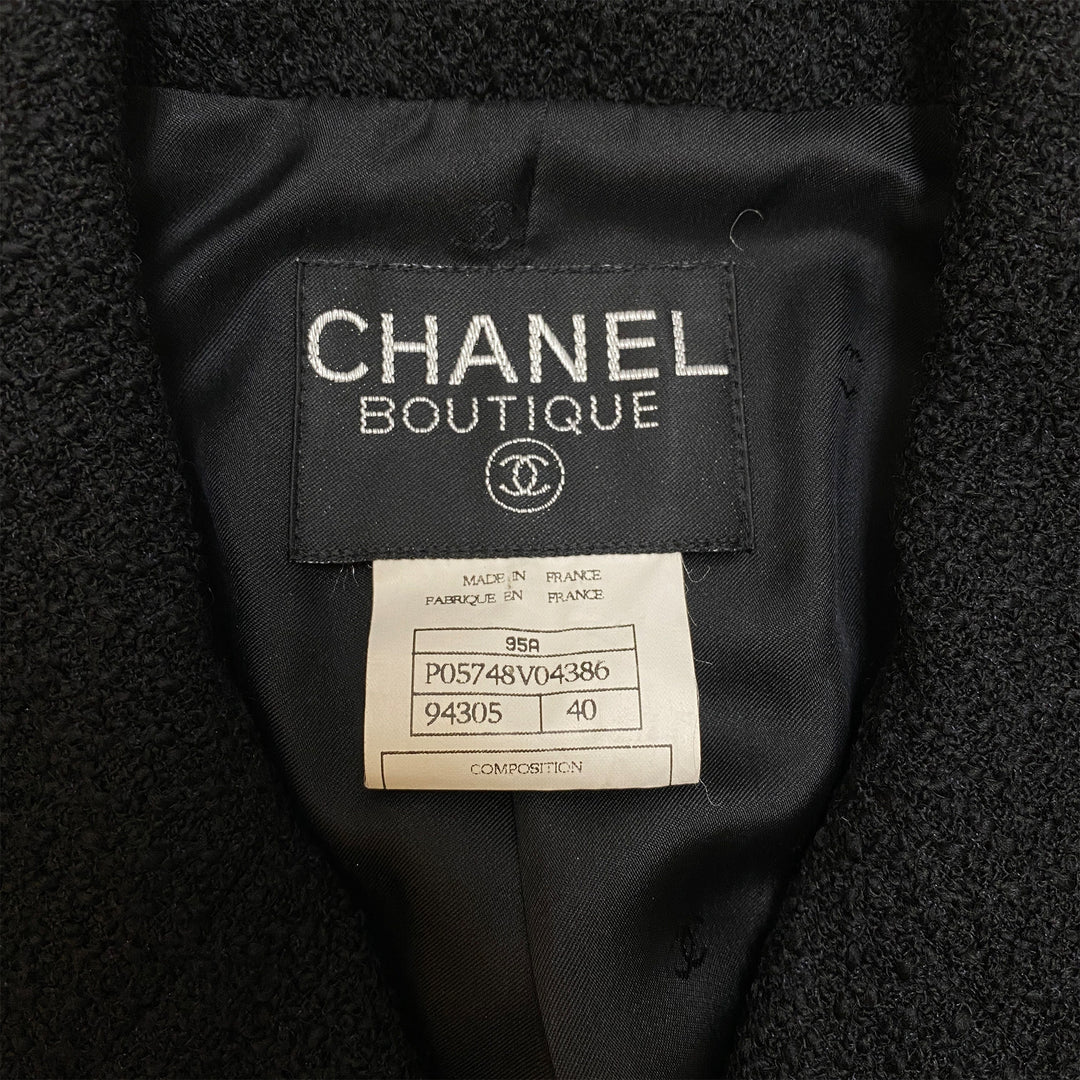 CHANEL
BOUTIQUE
MADE IN FRANCE
FABRIQUE EN FRANCE
95A
P05748V04386
94305 40
COMPOSITION